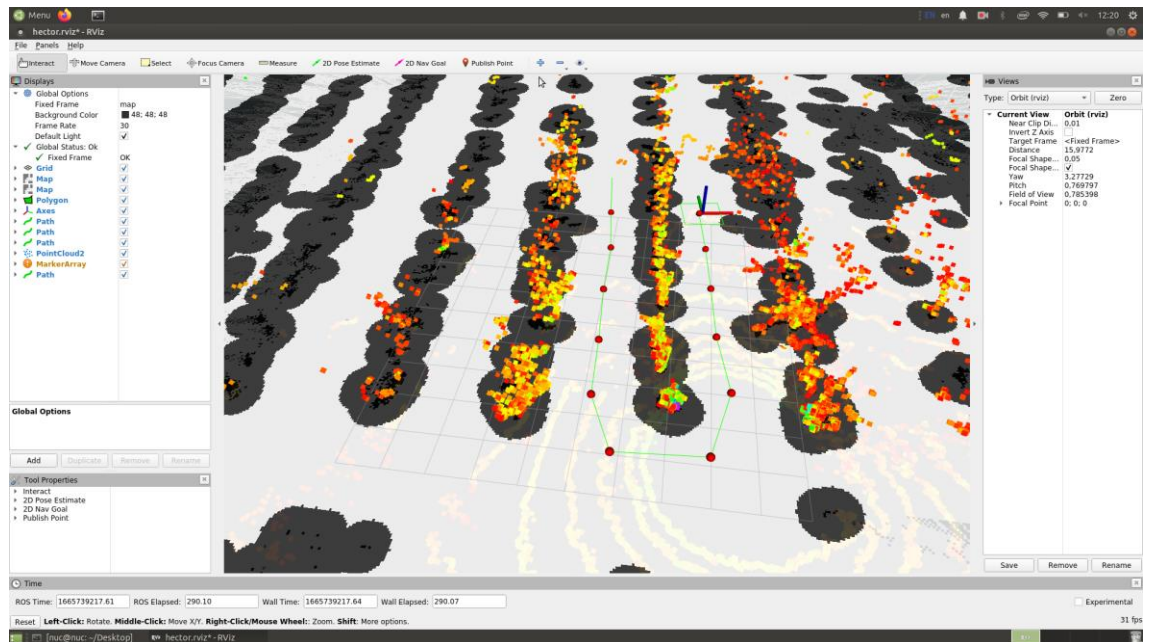 Menu
en
12:20
hector.rviz* - RViz
File Panels Help
Interact Move Camera Select Focus Camera Measure 2D Pose Estimate 2D Nav Goal Publish Point
Displays
Global Options
Fixed Frame map
Background Color 48; 48; 48
Frame Rate 30
Default Light
Global Status: Ok
Fixed Frame OK
Grid
Map
Map
Polygon
Axes
Path
Path
Path
PointCloud2
MarkerArray
Path
Global Options
Add Duplicate Remove Rename
Tool Properties
Interact
2D Pose Estimate
2D Nav Goal
Publish Point
Views
Type: Orbit (rviz) Zero
Current View Orbit (rviz)
Near Clip Di... 0,01
Invert Z Axis
Target Frame <Fixed Frame>
Distance 15,9772
Focal Shape... 0,05
Focal Shape...
Yaw 3,27729
Pitch 0,769797
Field of View 0,785398
Focal Point 0; 0; 0
Save Remove Rename
Time
ROS Time: 1665739217.61 ROS Elapsed: 290.10 Wall Time: 1665739217.64 Wall Elapsed: 290.07 Experimental
Reset Left-Click: Rotate. Middle-Click: Move X/Y. Right-Click/Mouse Wheel:: Zoom. Shift: More options. 31 fps
[nuc@nuc: ~/Desktop] hector.rviz* - RViz